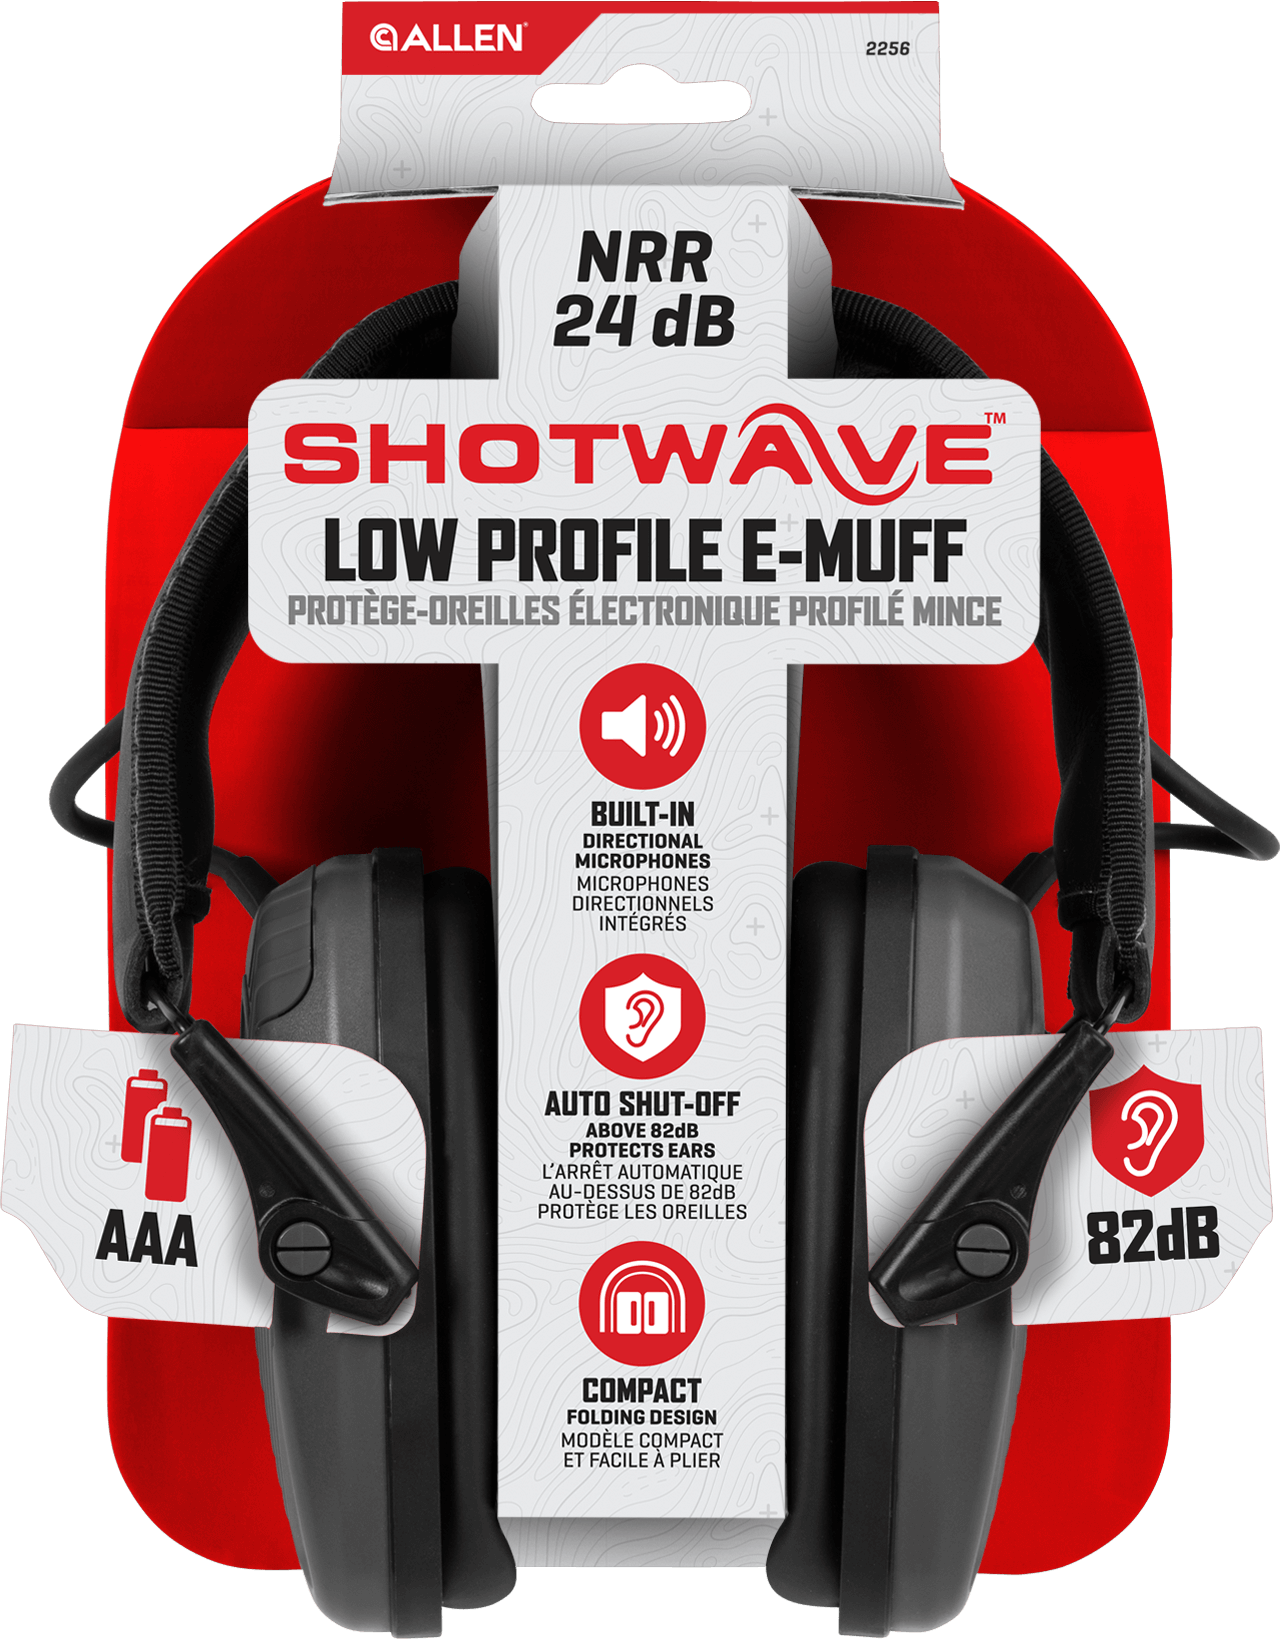 ALLEN®
2256
NRR
24 dB
SHOTWAVE™
LOW PROFILE E-MUFF
PROTÈGE-OREILLES ÉLECTRONIQUE PROFILÉ MINCE
BUILT-IN
DIRECTIONAL
MICROPHONES
MICROPHONES
DIRECTIONNELS
INTÉGRÉS
AUTO SHUT-OFF
ABOVE 82dB
PROTECTS EARS
L'ARRÊT AUTOMATIQUE
AU-DESSUS DE 82dB
PROTÈGE LES OREILLES
AAA
82dB
COMPACT
FOLDING DESIGN
MODÈLE COMPACT
ET FACILE À PLIER